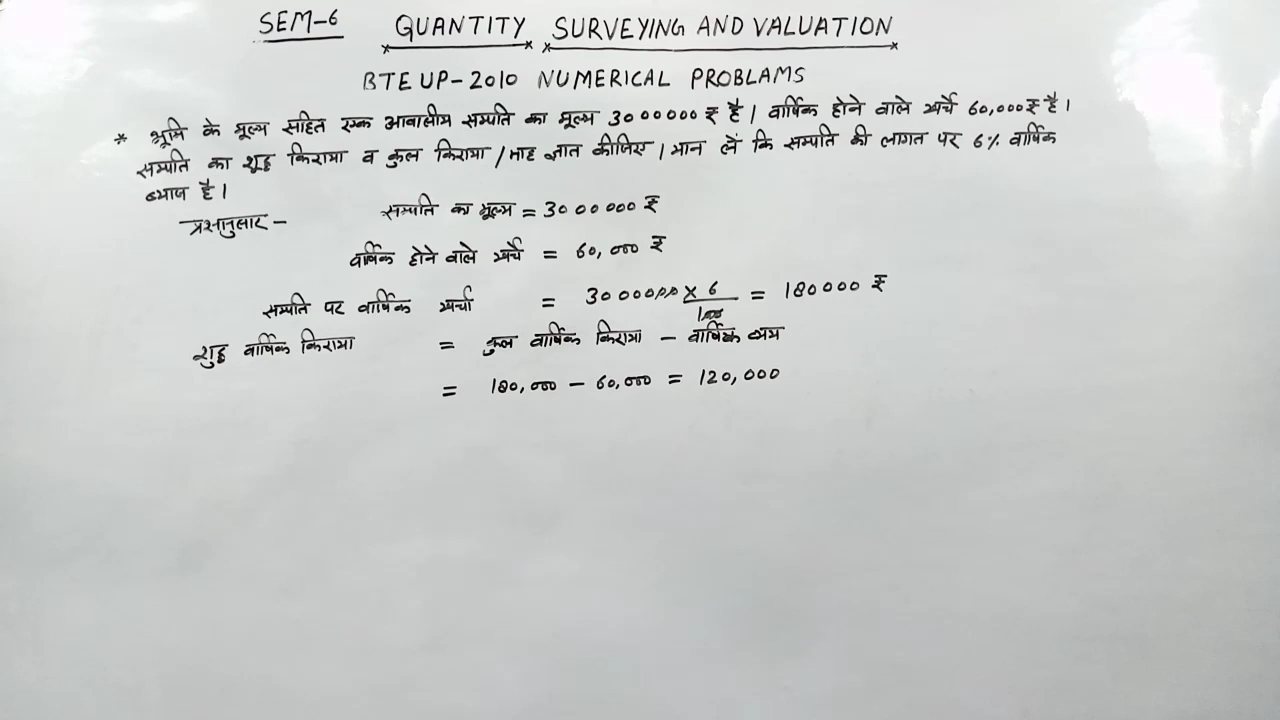 SEM-6 QUANTITY SURVEYING AND VALUATION
BTEUP-2010 NUMERICAL PROBLAMS
* भूमि के मूल्य सहित एक आवासीय सम्पति का मूल्य 3000000 ₹ है। वार्षिक होने वाले खर्चे 60,000 ₹ है।
सम्पति का शुद्ध किराया व कुल किराया /माह ज्ञात कीजिए। मान लें कि सम्पति की लागत पर 6% वार्षिक
ब्याज है।
प्रश्नानुसार -
सम्पति का मूल्य = 3000000 ₹
वार्षिक होने वाले खर्चे = 60,000 ₹
सम्पति पर वार्षिक खर्चा = 3000000 × 6 / 100 = 180000 ₹
शुद्ध वार्षिक किराया = कुल वार्षिक किराया - वार्षिक व्यय
= 180,000 - 60,000 = 120,000